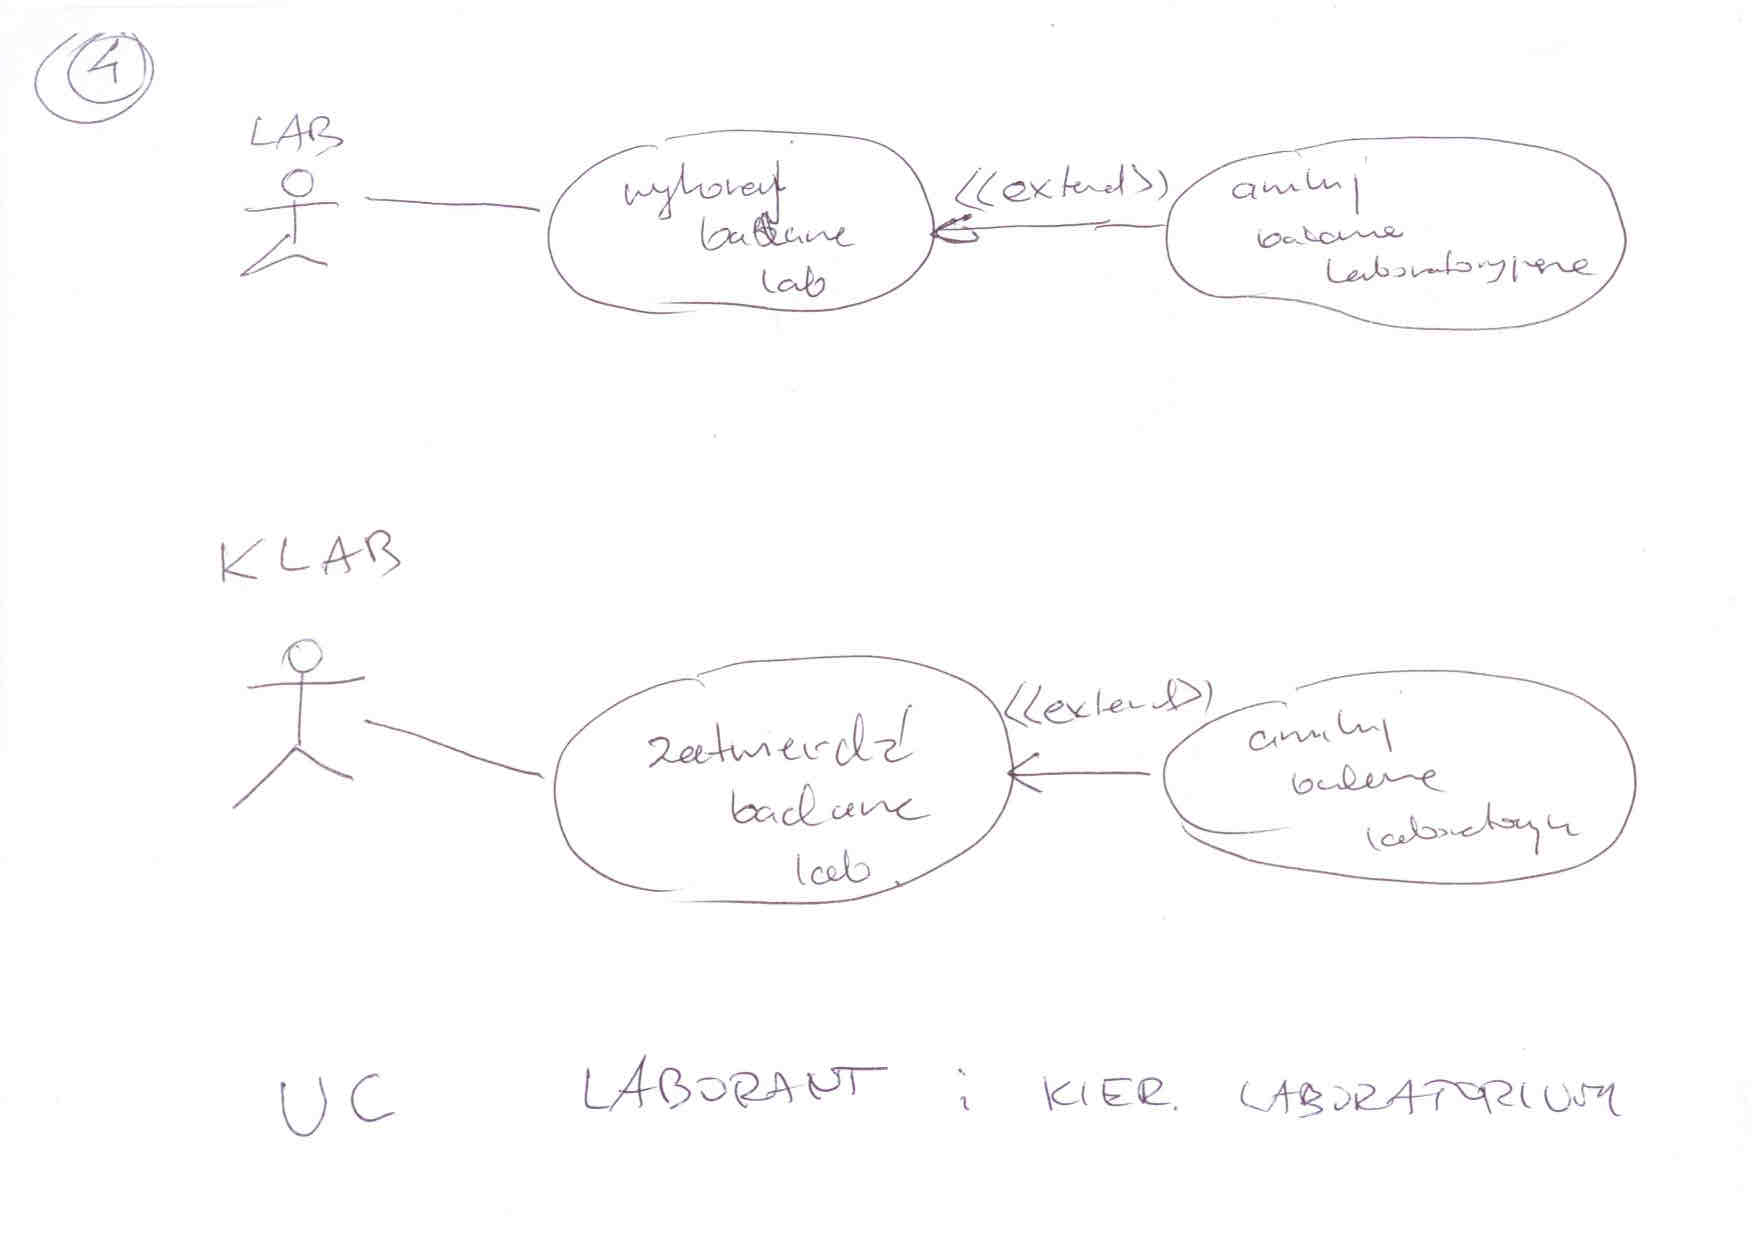 4
LAB
wykonaj
badanie
lab
<<extend>>
anuluj
badanie
laboratoryjne
KLAB
zatwierdź
badanie
lab.
<<extend>>
anuluj
badanie
laboratoryjn
UC LABORANT i KIER. LABORATORIUM